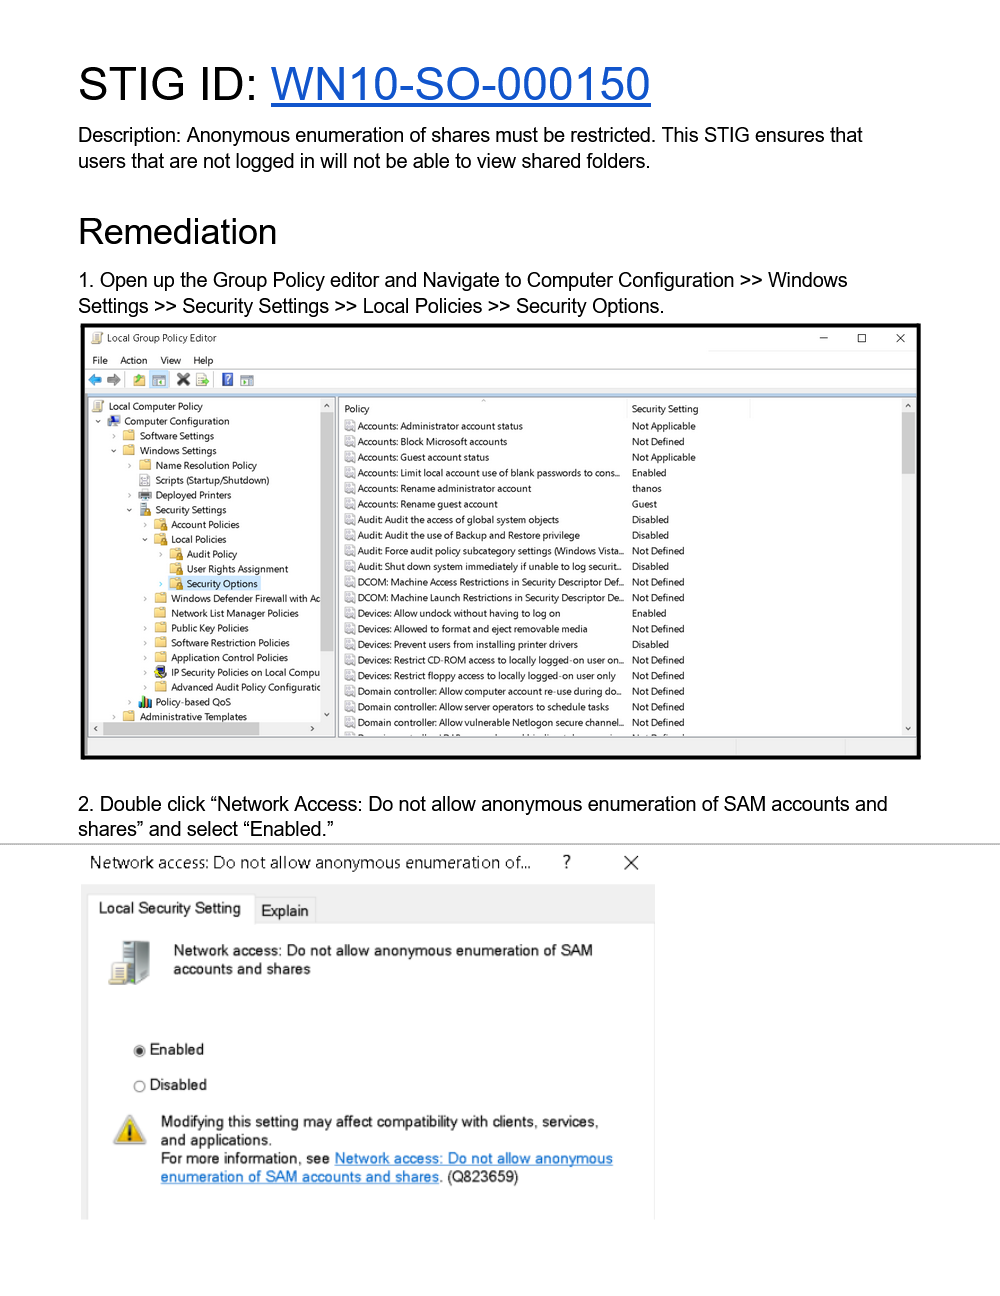 STIG ID: WN10-SO-000150
Description: Anonymous enumeration of shares must be restricted. This STIG ensures that
users that are not logged in will not be able to view shared folders.
Remediation
1. Open up the Group Policy editor and Navigate to Computer Configuration >> Windows
Settings >> Security Settings >> Local Policies >> Security Options.
Local Group Policy Editor
File Action View Help
Local Computer Policy
Computer Configuration
Software Settings
Windows Settings
Name Resolution Policy
Scripts (Startup/Shutdown)
Deployed Printers
Security Settings
Account Policies
Local Policies
Audit Policy
User Rights Assignment
Security Options
Windows Defender Firewall with Ac
Network List Manager Policies
Public Key Policies
Software Restriction Policies
Application Control Policies
IP Security Policies on Local Compu
Advanced Audit Policy Configuratic
Policy-based QoS
Administrative Templates
Policy Security Setting
Accounts: Administrator account status Not Applicable
Accounts: Block Microsoft accounts Not Defined
Accounts: Guest account status Not Applicable
Accounts: Limit local account use of blank passwords to cons... Enabled
Accounts: Rename administrator account thanos
Accounts: Rename guest account Guest
Audit: Audit the access of global system objects Disabled
Audit: Audit the use of Backup and Restore privilege Disabled
Audit: Force audit policy subcategory settings (Windows Vista... Not Defined
Audit: Shut down system immediately if unable to log securit... Disabled
DCOM: Machine Access Restrictions in Security Descriptor Def... Not Defined
DCOM: Machine Launch Restrictions in Security Descriptor De... Not Defined
Devices: Allow undock without having to log on Enabled
Devices: Allowed to format and eject removable media Not Defined
Devices: Prevent users from installing printer drivers Disabled
Devices: Restrict CD-ROM access to locally logged-on user on... Not Defined
Devices: Restrict floppy access to locally logged-on user only Not Defined
Domain controller: Allow computer account re-use during do... Not Defined
Domain controller: Allow server operators to schedule tasks Not Defined
Domain controller: Allow vulnerable Netlogon secure channel... Not Defined
2. Double click “Network Access: Do not allow anonymous enumeration of SAM accounts and
shares” and select “Enabled.”
Network access: Do not allow anonymous enumeration of... ?
Local Security Setting Explain
Network access: Do not allow anonymous enumeration of SAM
accounts and shares
Enabled
Disabled
Modifying this setting may affect compatibility with clients, services,
and applications.
For more information, see Network access: Do not allow anonymous
enumeration of SAM accounts and shares. (Q823659)